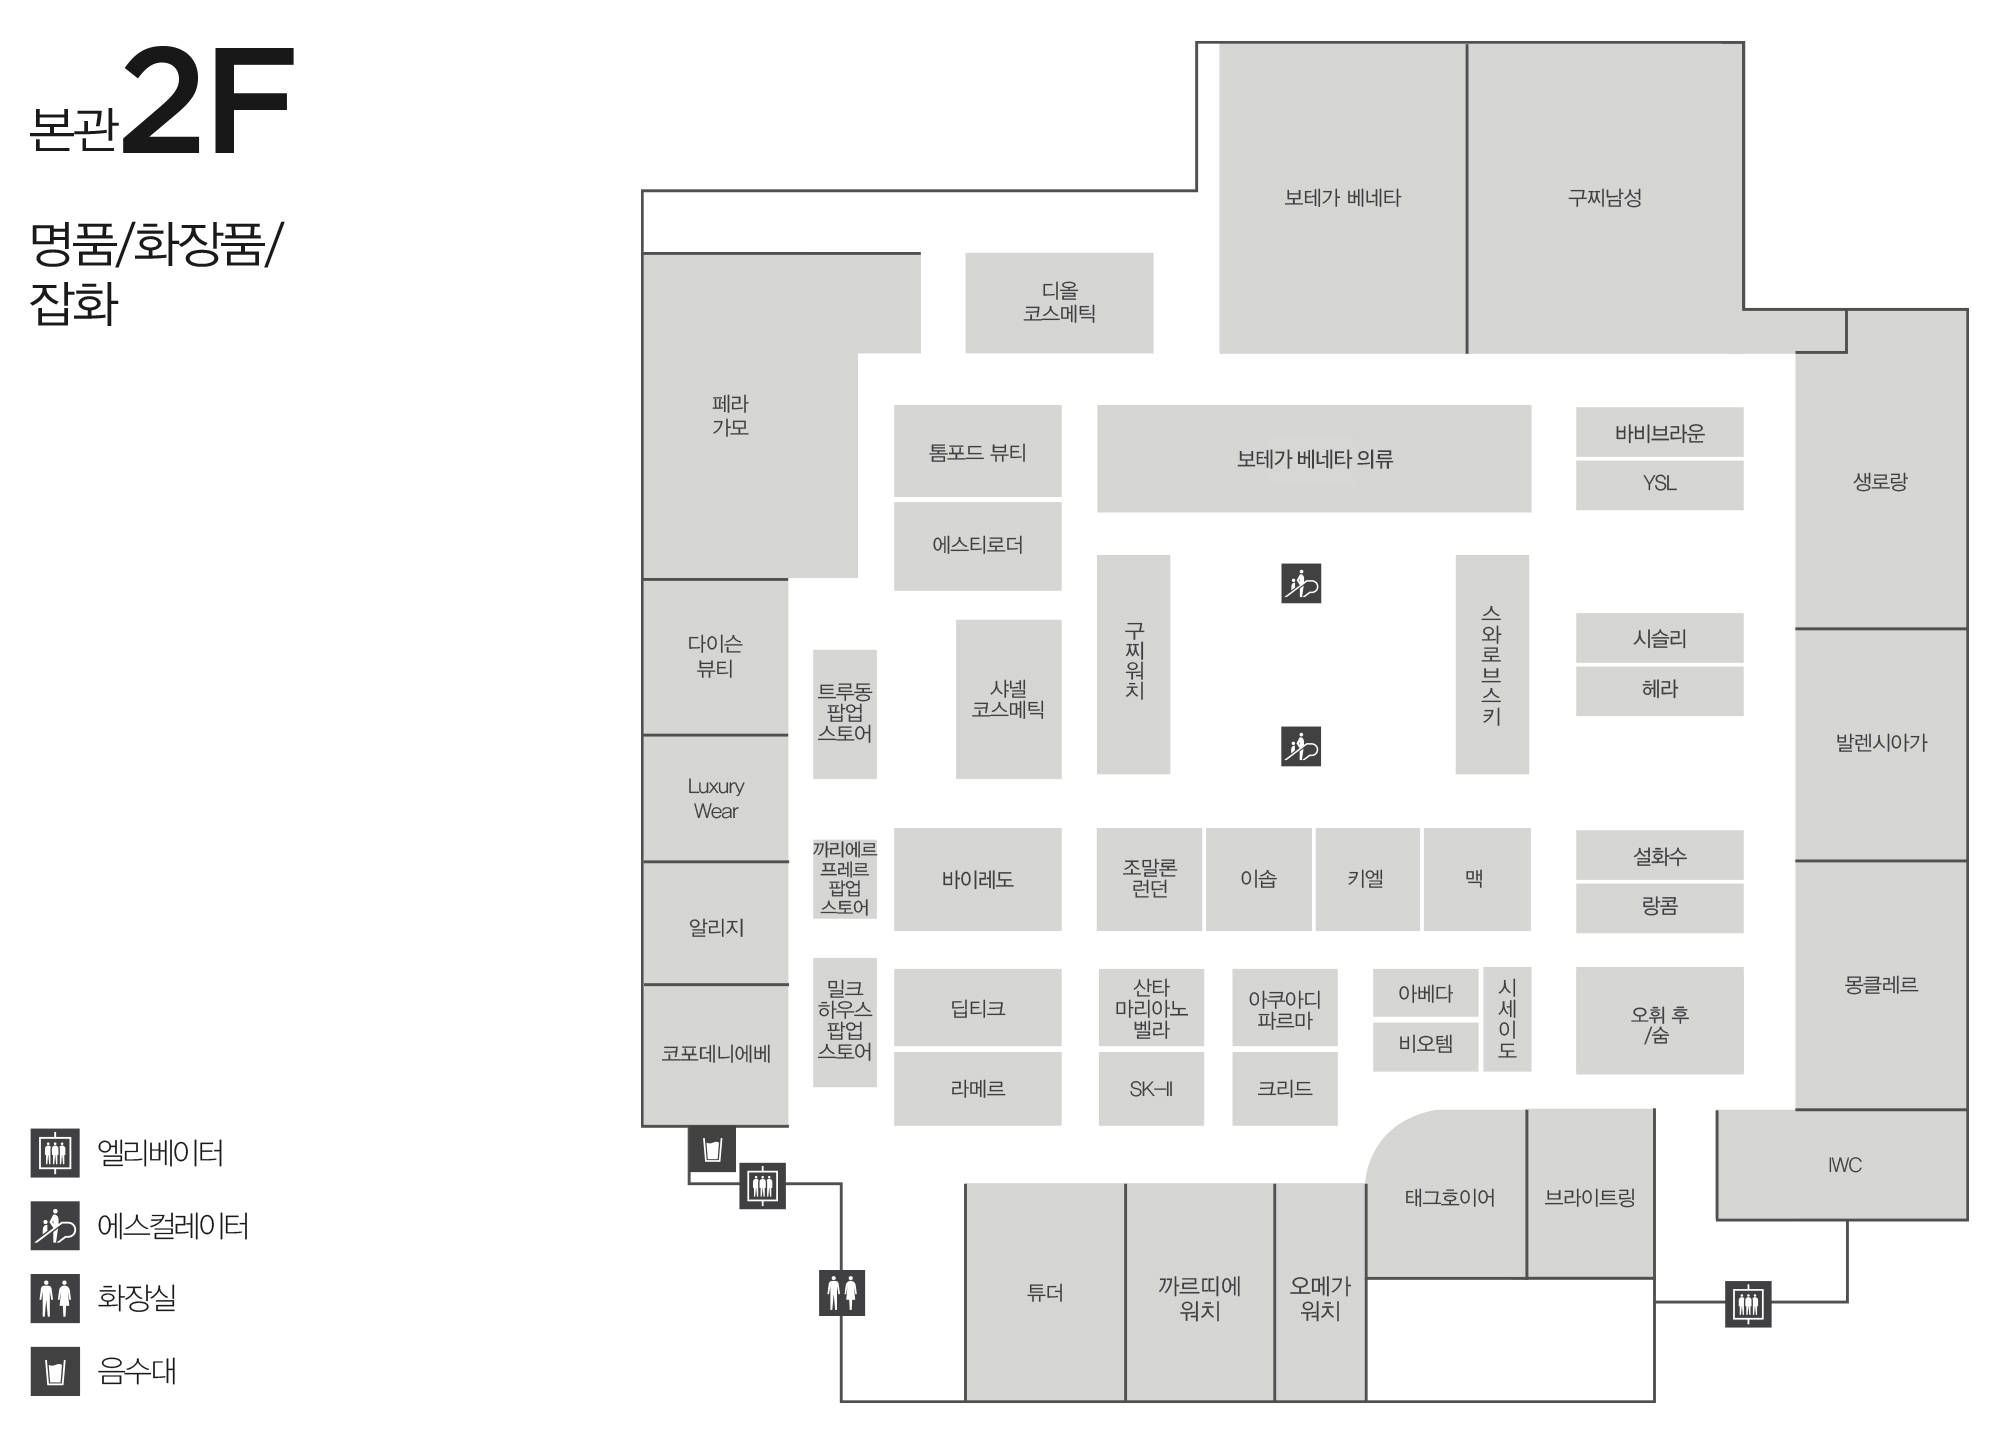 본관 2F
명품/화장품/
잡화
보테가 베네타
구찌남성
디올
코스메틱
페라
가모
톰포드 뷰티
보테가 베네타 의류
바비브라운
YSL
생로랑
에스티로더
다이슨
뷰티
트루동
팝업
스토어
샤넬
코스메틱
구
찌
워
치
스
와
로
브
스
키
시슬리
헤라
발렌시아가
Luxury
Wear
까리에르
프레르
팝업
스토어
바이레도
조말론
런던
이솝
키엘
맥
설화수
랑콤
알리지
밀크
하우스
팝업
스토어
딥티크
산타
마리아노
벨라
아쿠아디
파르마
아베다
비오템
시
세
이
도
오휘 후
/숨
몽클레르
코포데니에베
라메르
SK-II
크리드
태그호이어
브라이트링
IWC
튜더
까르띠에
워치
오메가
워치
엘리베이터
에스컬레이터
화장실
음수대